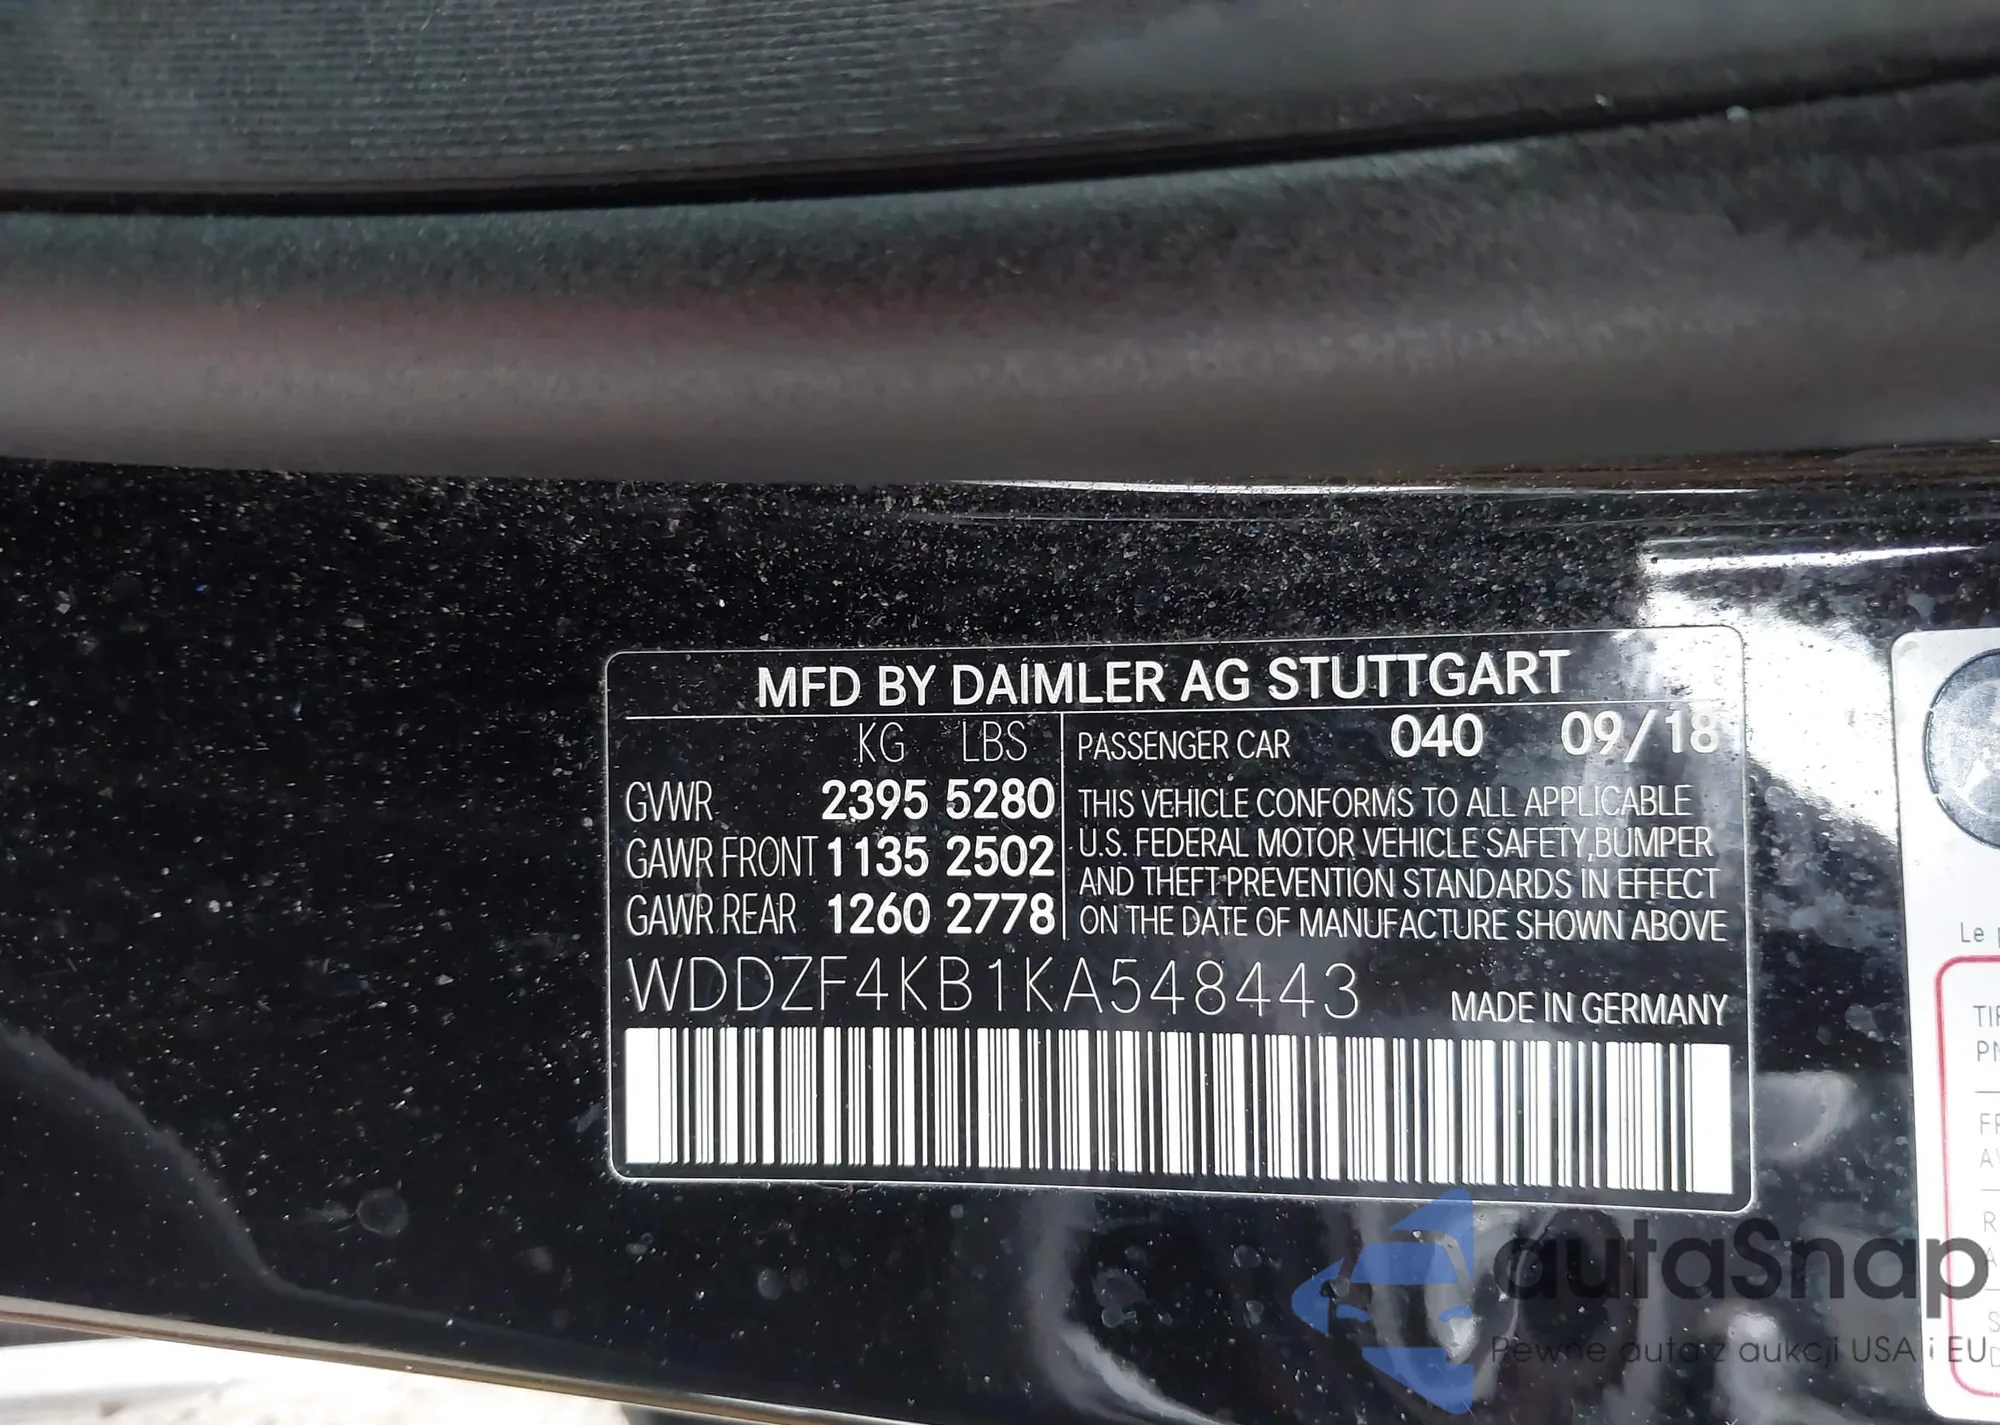 MFD BY DAIMLER AG STUTTGART
KG LBS
GVWR 2395 5280
GAWR FRONT 1135 2502
GAWR REAR 1260 2778
PASSENGER CAR 040 09/18
THIS VEHICLE CONFORMS TO ALL APPLICABLE
U.S. FEDERAL MOTOR VEHICLE SAFETY, BUMPER
AND THEFT PREVENTION STANDARDS IN EFFECT
ON THE DATE OF MANUFACTURE SHOWN ABOVE
WDDZF4KB1KA548443 MADE IN GERMANY
Le
autaSnap
Pewne auta z aukcji USA i EU